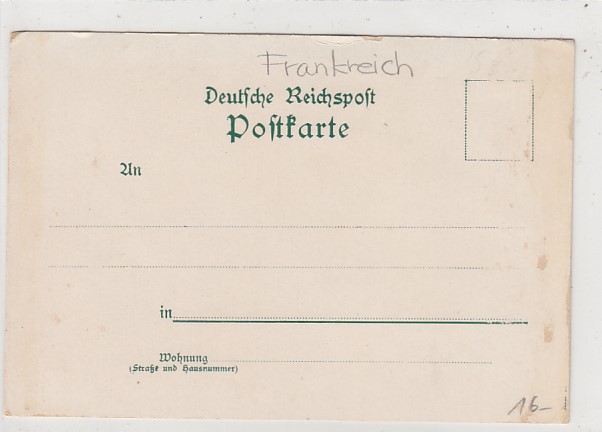 Frankreich
Deutsche Reichspost
Postkarte
An
in
Wohnung
(Straße und Hausnummer)
16-